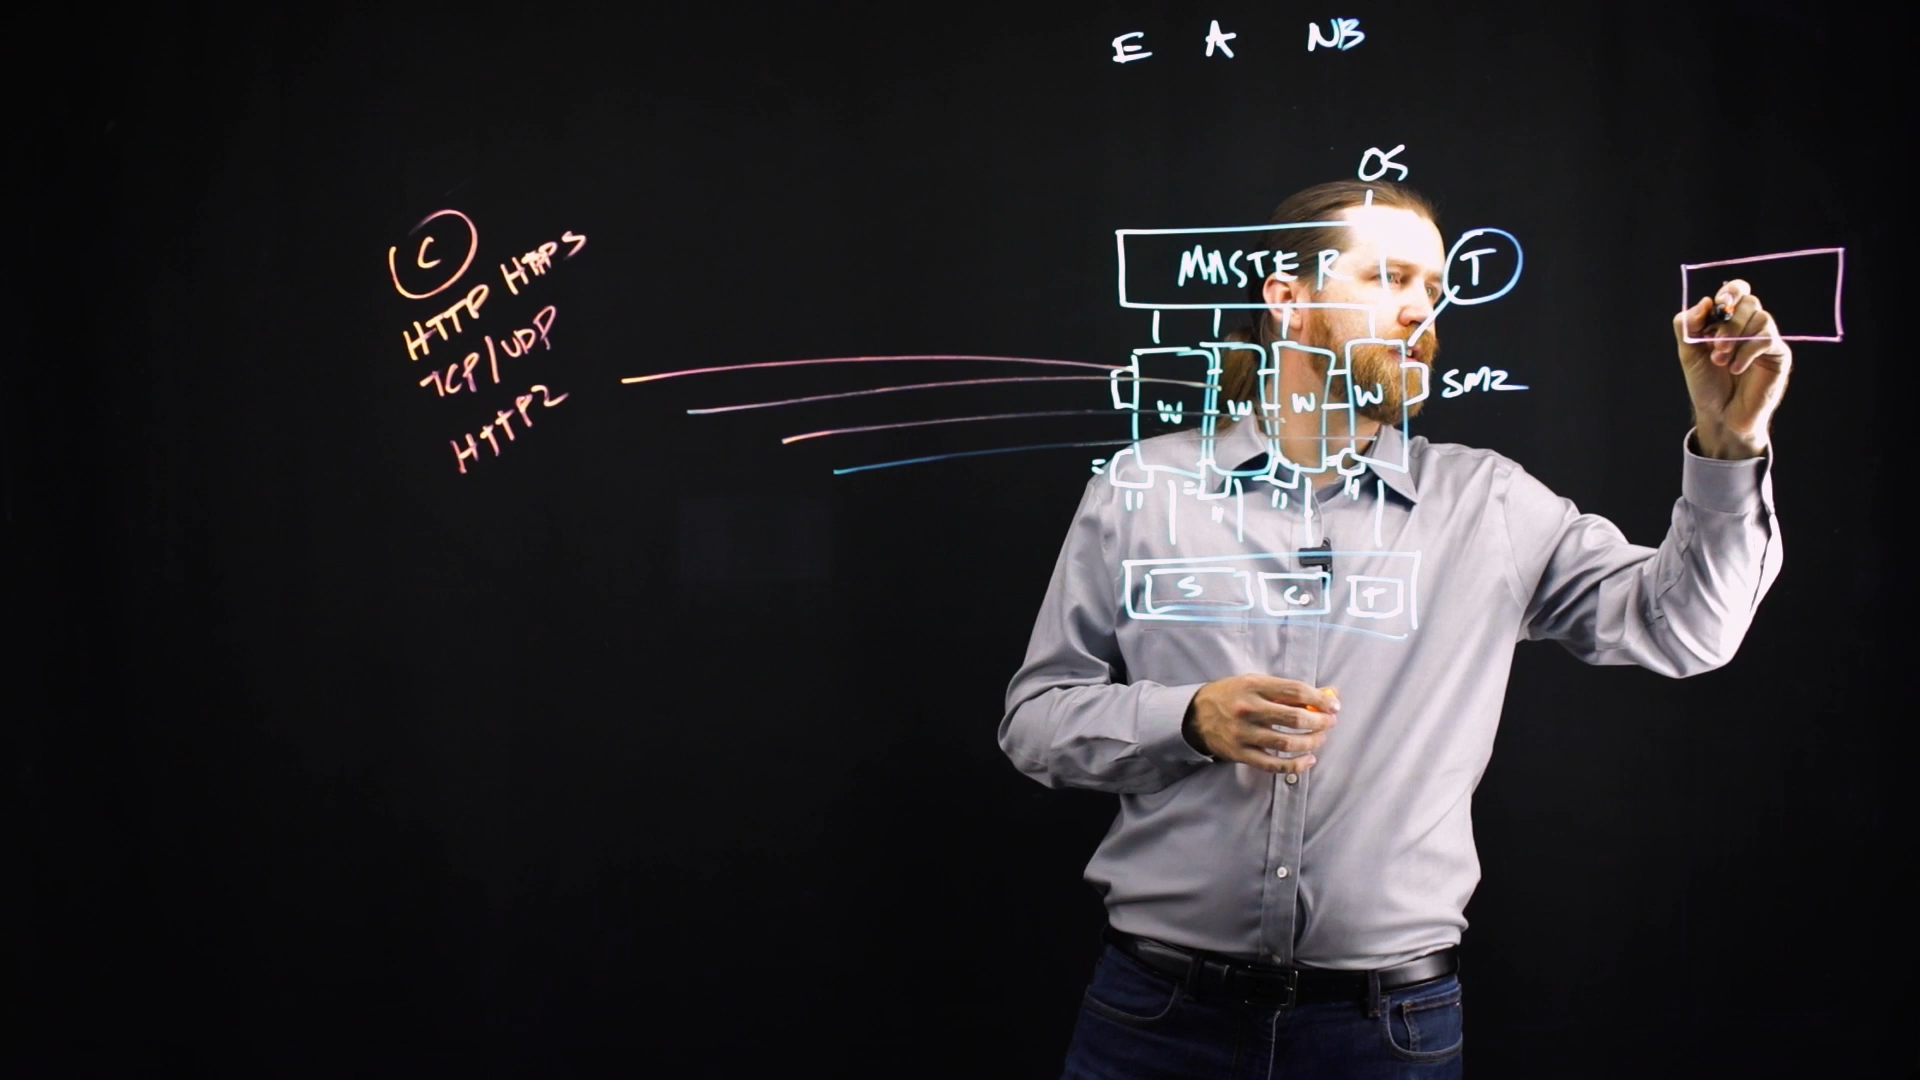 E A NB
OS
MASTER
T
C
HTTP HTTPS
TCP/UDP
HTTP2
W W W W
SMZ
S C T